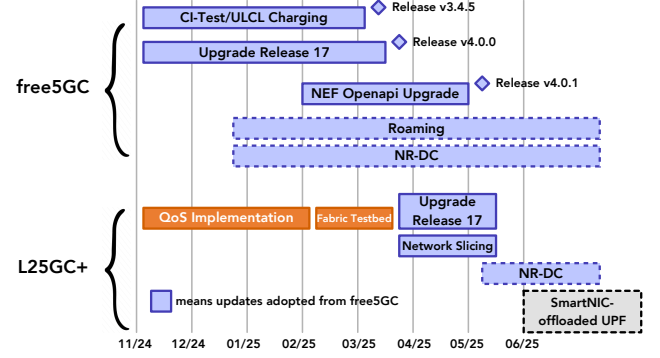 CI-Test/ULCL Charging
Release v3.4.5
Upgrade Release 17
Release v4.0.0
free5GC
NEF Openapi Upgrade
Release v4.0.1
Roaming
NR-DC
QoS Implementation
Fabric Testbed
Upgrade
Release 17
Network Slicing
L25GC+
NR-DC
means updates adopted from free5GC
SmartNIC-
offloaded UPF
11/24 12/24 01/25 02/25 03/25 04/25 05/25 06/25